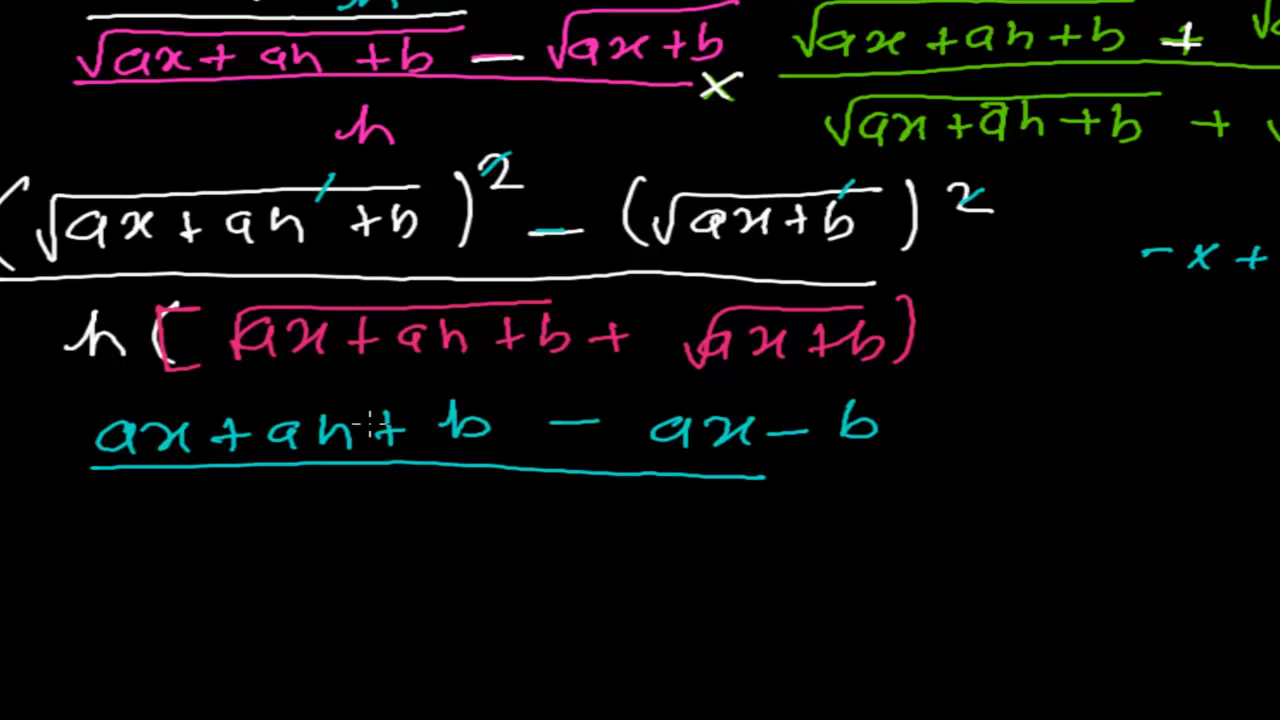 h
√ax + ah + b − √ax + b × √ax + ah + b + √
h √ax + ah + b + √
(√ax + ah + b)² − (√ax + b)²
− x +
h([√ax + ah + b + √ax + b)
ax + ah + b − ax − b